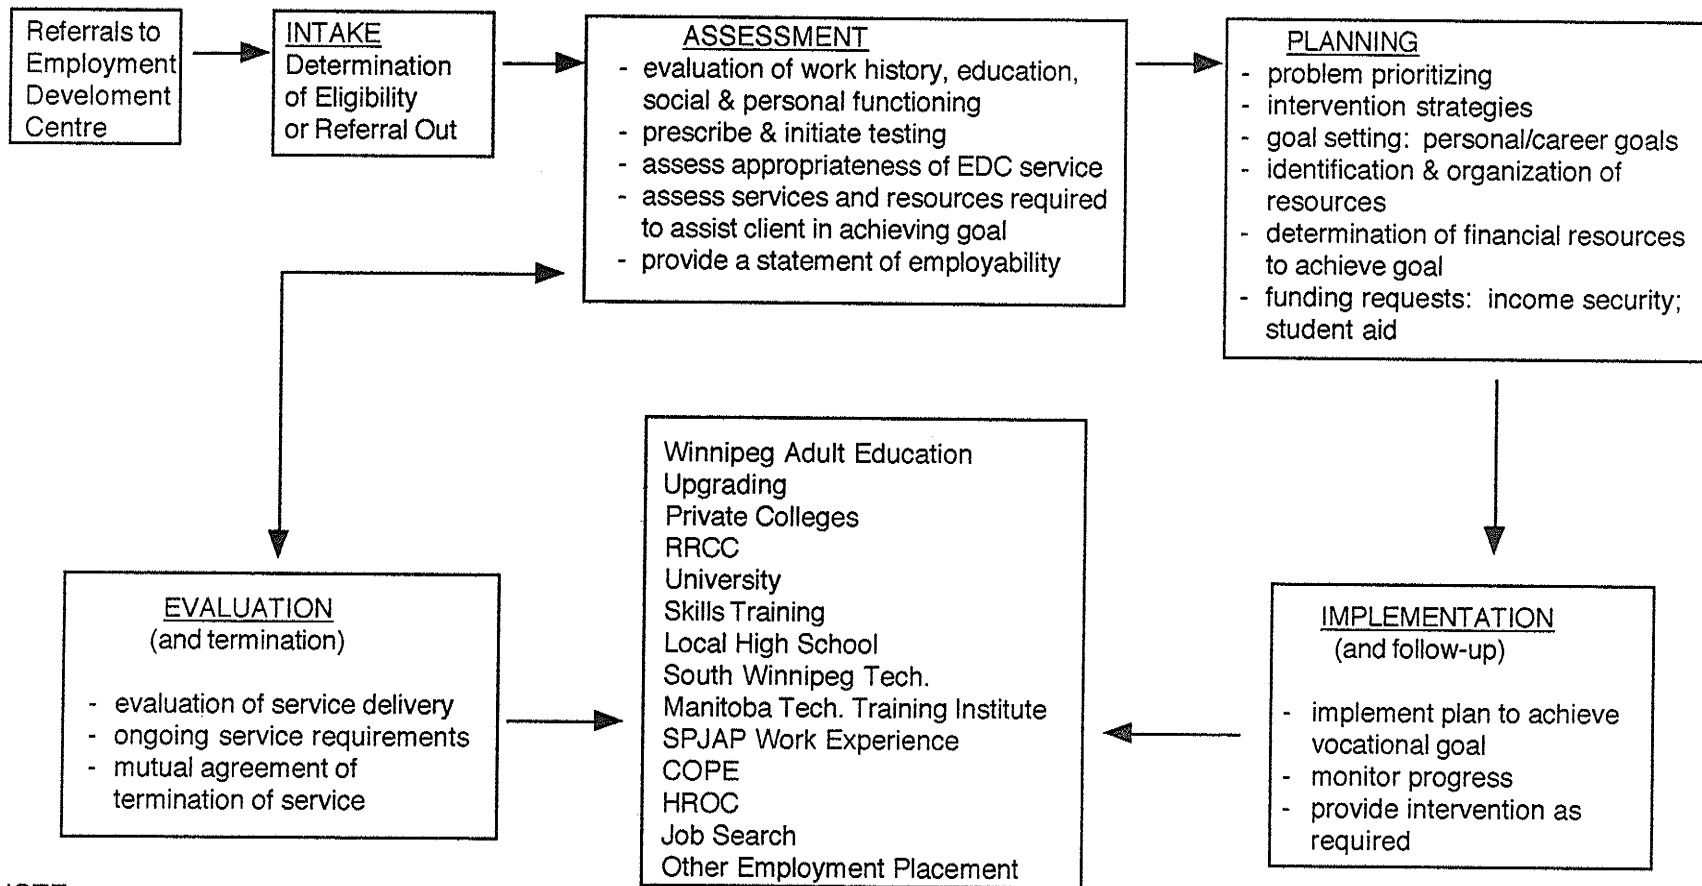 Referrals to
Employment
Develoment
Centre
INTAKE
Determination
of Eligibility
or Referral Out
ASSESSMENT
- evaluation of work history, education,
social & personal functioning
- prescribe & initiate testing
- assess appropriateness of EDC service
- assess services and resources required
to assist client in achieving goal
- provide a statement of employability
PLANNING
- problem prioritizing
- intervention strategies
- goal setting: personal/career goals
- identification & organization of
resources
- determination of financial resources
to achieve goal
- funding requests: income security;
student aid
EVALUATION
(and termination)
- evaluation of service delivery
- ongoing service requirements
- mutual agreement of
termination of service
Winnipeg Adult Education
Upgrading
Private Colleges
RRCC
University
Skills Training
Local High School
South Winnipeg Tech.
Manitoba Tech. Training Institute
SPJAP Work Experience
COPE
HROC
Job Search
Other Employment Placement
IMPLEMENTATION
(and follow-up)
- implement plan to achieve
vocational goal
- monitor progress
- provide intervention as
required